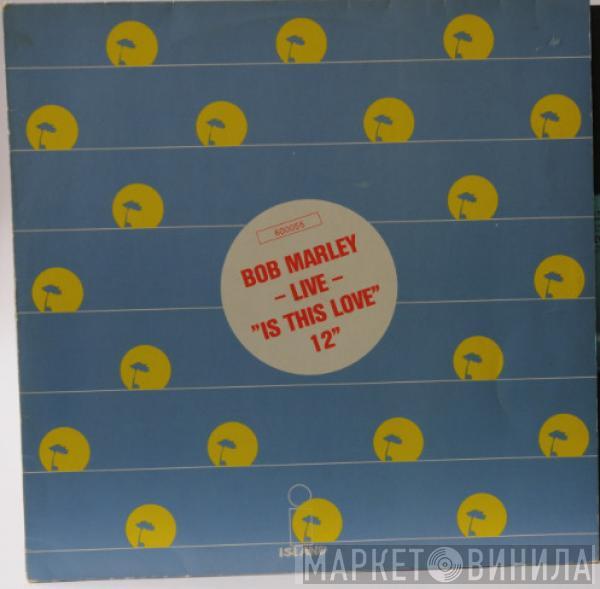 600055
BOB MARLEY
– LIVE –
"IS THIS LOVE"
12"
ISLAND
МАРКЕТ ВИНИЛА